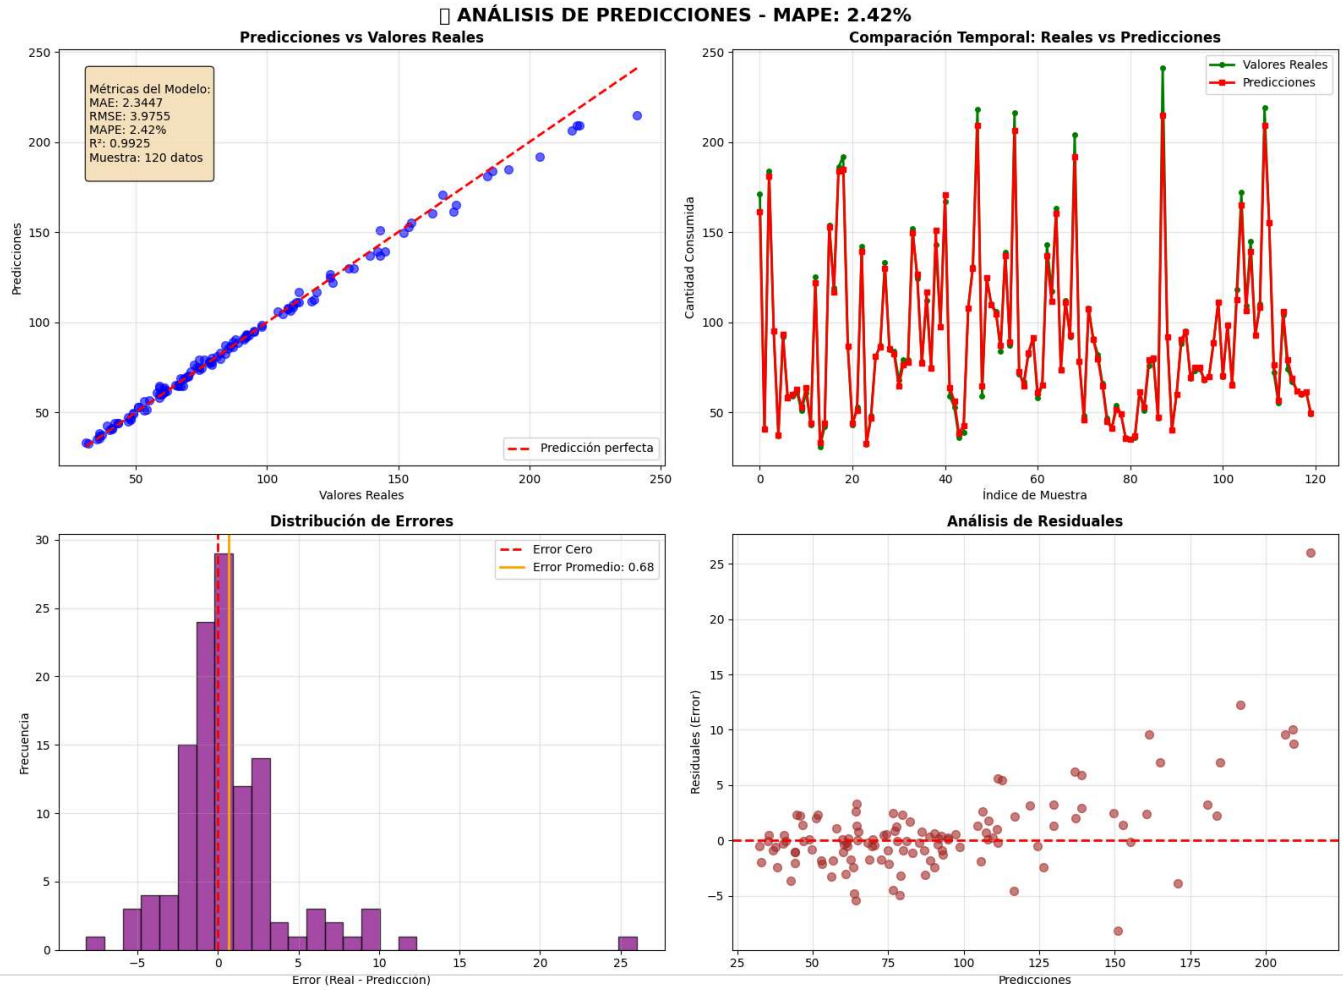 ANÁLISIS DE PREDICCIONES - MAPE: 2.42%
Predicciones vs Valores Reales
250
200
150
100
50
Predicciones
Métricas del Modelo:
MAE: 2.3447
RMSE: 3.9755
MAPE: 2.42%
R²: 0.9925
Muestra: 120 datos
Predicción perfecta
50
100
150
200
250
Valores Reales
Comparación Temporal: Reales vs Predicciones
250
200
150
100
50
Cantidad Consumida
Valores Reales
Predicciones
0
20
40
60
80
100
120
Índice de Muestra
Distribución de Errores
30
25
20
15
10
5
0
Frecuencia
Error Cero
Error Promedio: 0.68
−5
0
5
10
15
20
25
Error (Real - Predicción)
Análisis de Residuales
25
20
15
10
5
0
−5
Residuales (Error)
25
50
75
100
125
150
175
200
Predicciones